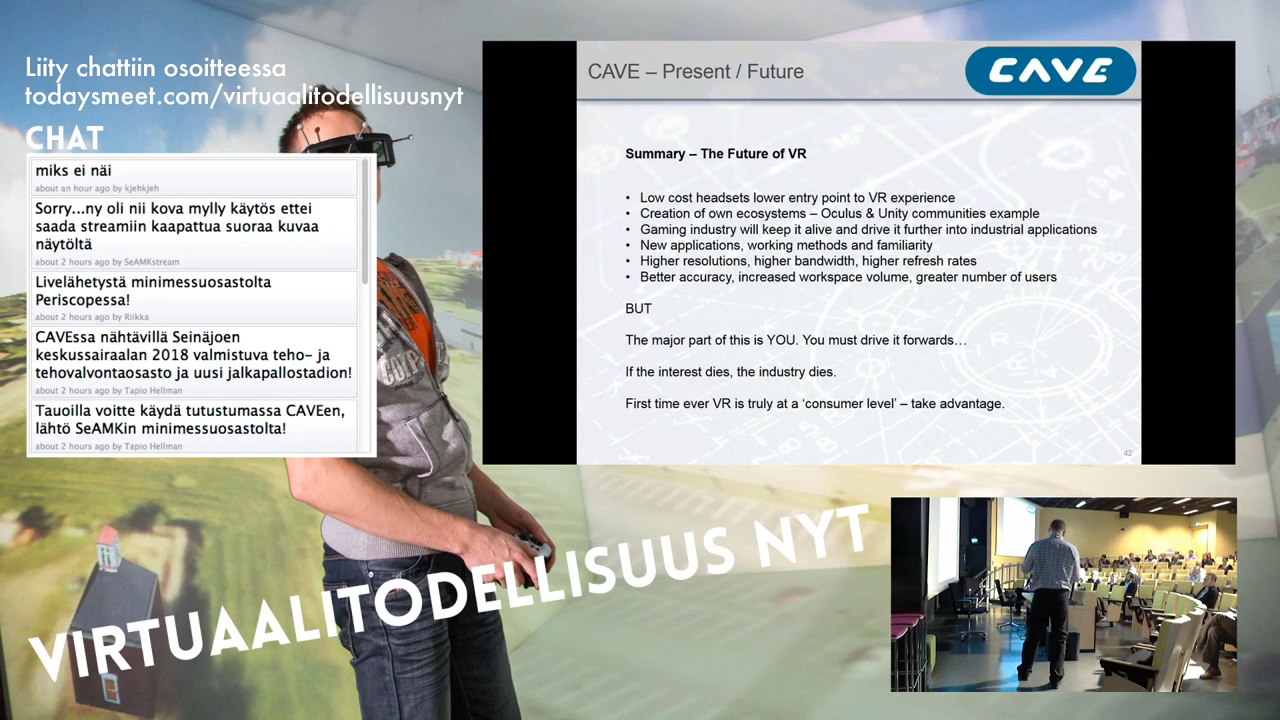 Liity chattiin osoitteessa
todaysmeet.com/virtuaalitodellisuusnyt
CHAT
miks ei näi
about an hour ago by kjehkjeh
Sorry...ny oli nii kova mylly käytös ettei
saada streamiin kaapattua suoraa kuvaa
näytöltä
about 2 hours ago by SeAMKstream
Livelähetystä minimessuosastolta
Periscopessa!
about 2 hours ago by Riikka
CAVEssa nähtävillä Seinäjoen
keskussairaalan 2018 valmistuva teho- ja
tehovalvontaosasto ja uusi jalkapallostadion!
about 2 hours ago by Tapio Hellman
Tauoilla voitte käydä tutustumassa CAVEen,
lähtö SeAMKin minimessuosastolta!
about 2 hours ago by Tapio Hellman
CAVE – Present / Future
CAVE
Summary – The Future of VR
• Low cost headsets lower entry point to VR experience
• Creation of own ecosystems – Oculus & Unity communities example
• Gaming industry will keep it alive and drive it further into industrial applications
• New applications, working methods and familiarity
• Higher resolutions, higher bandwidth, higher refresh rates
• Better accuracy, increased workspace volume, greater number of users
BUT
The major part of this is YOU. You must drive it forwards…
If the interest dies, the industry dies.
First time ever VR is truly at a ‘consumer level’ – take advantage.
42
VIRTUAALITODELLISUUS NYT